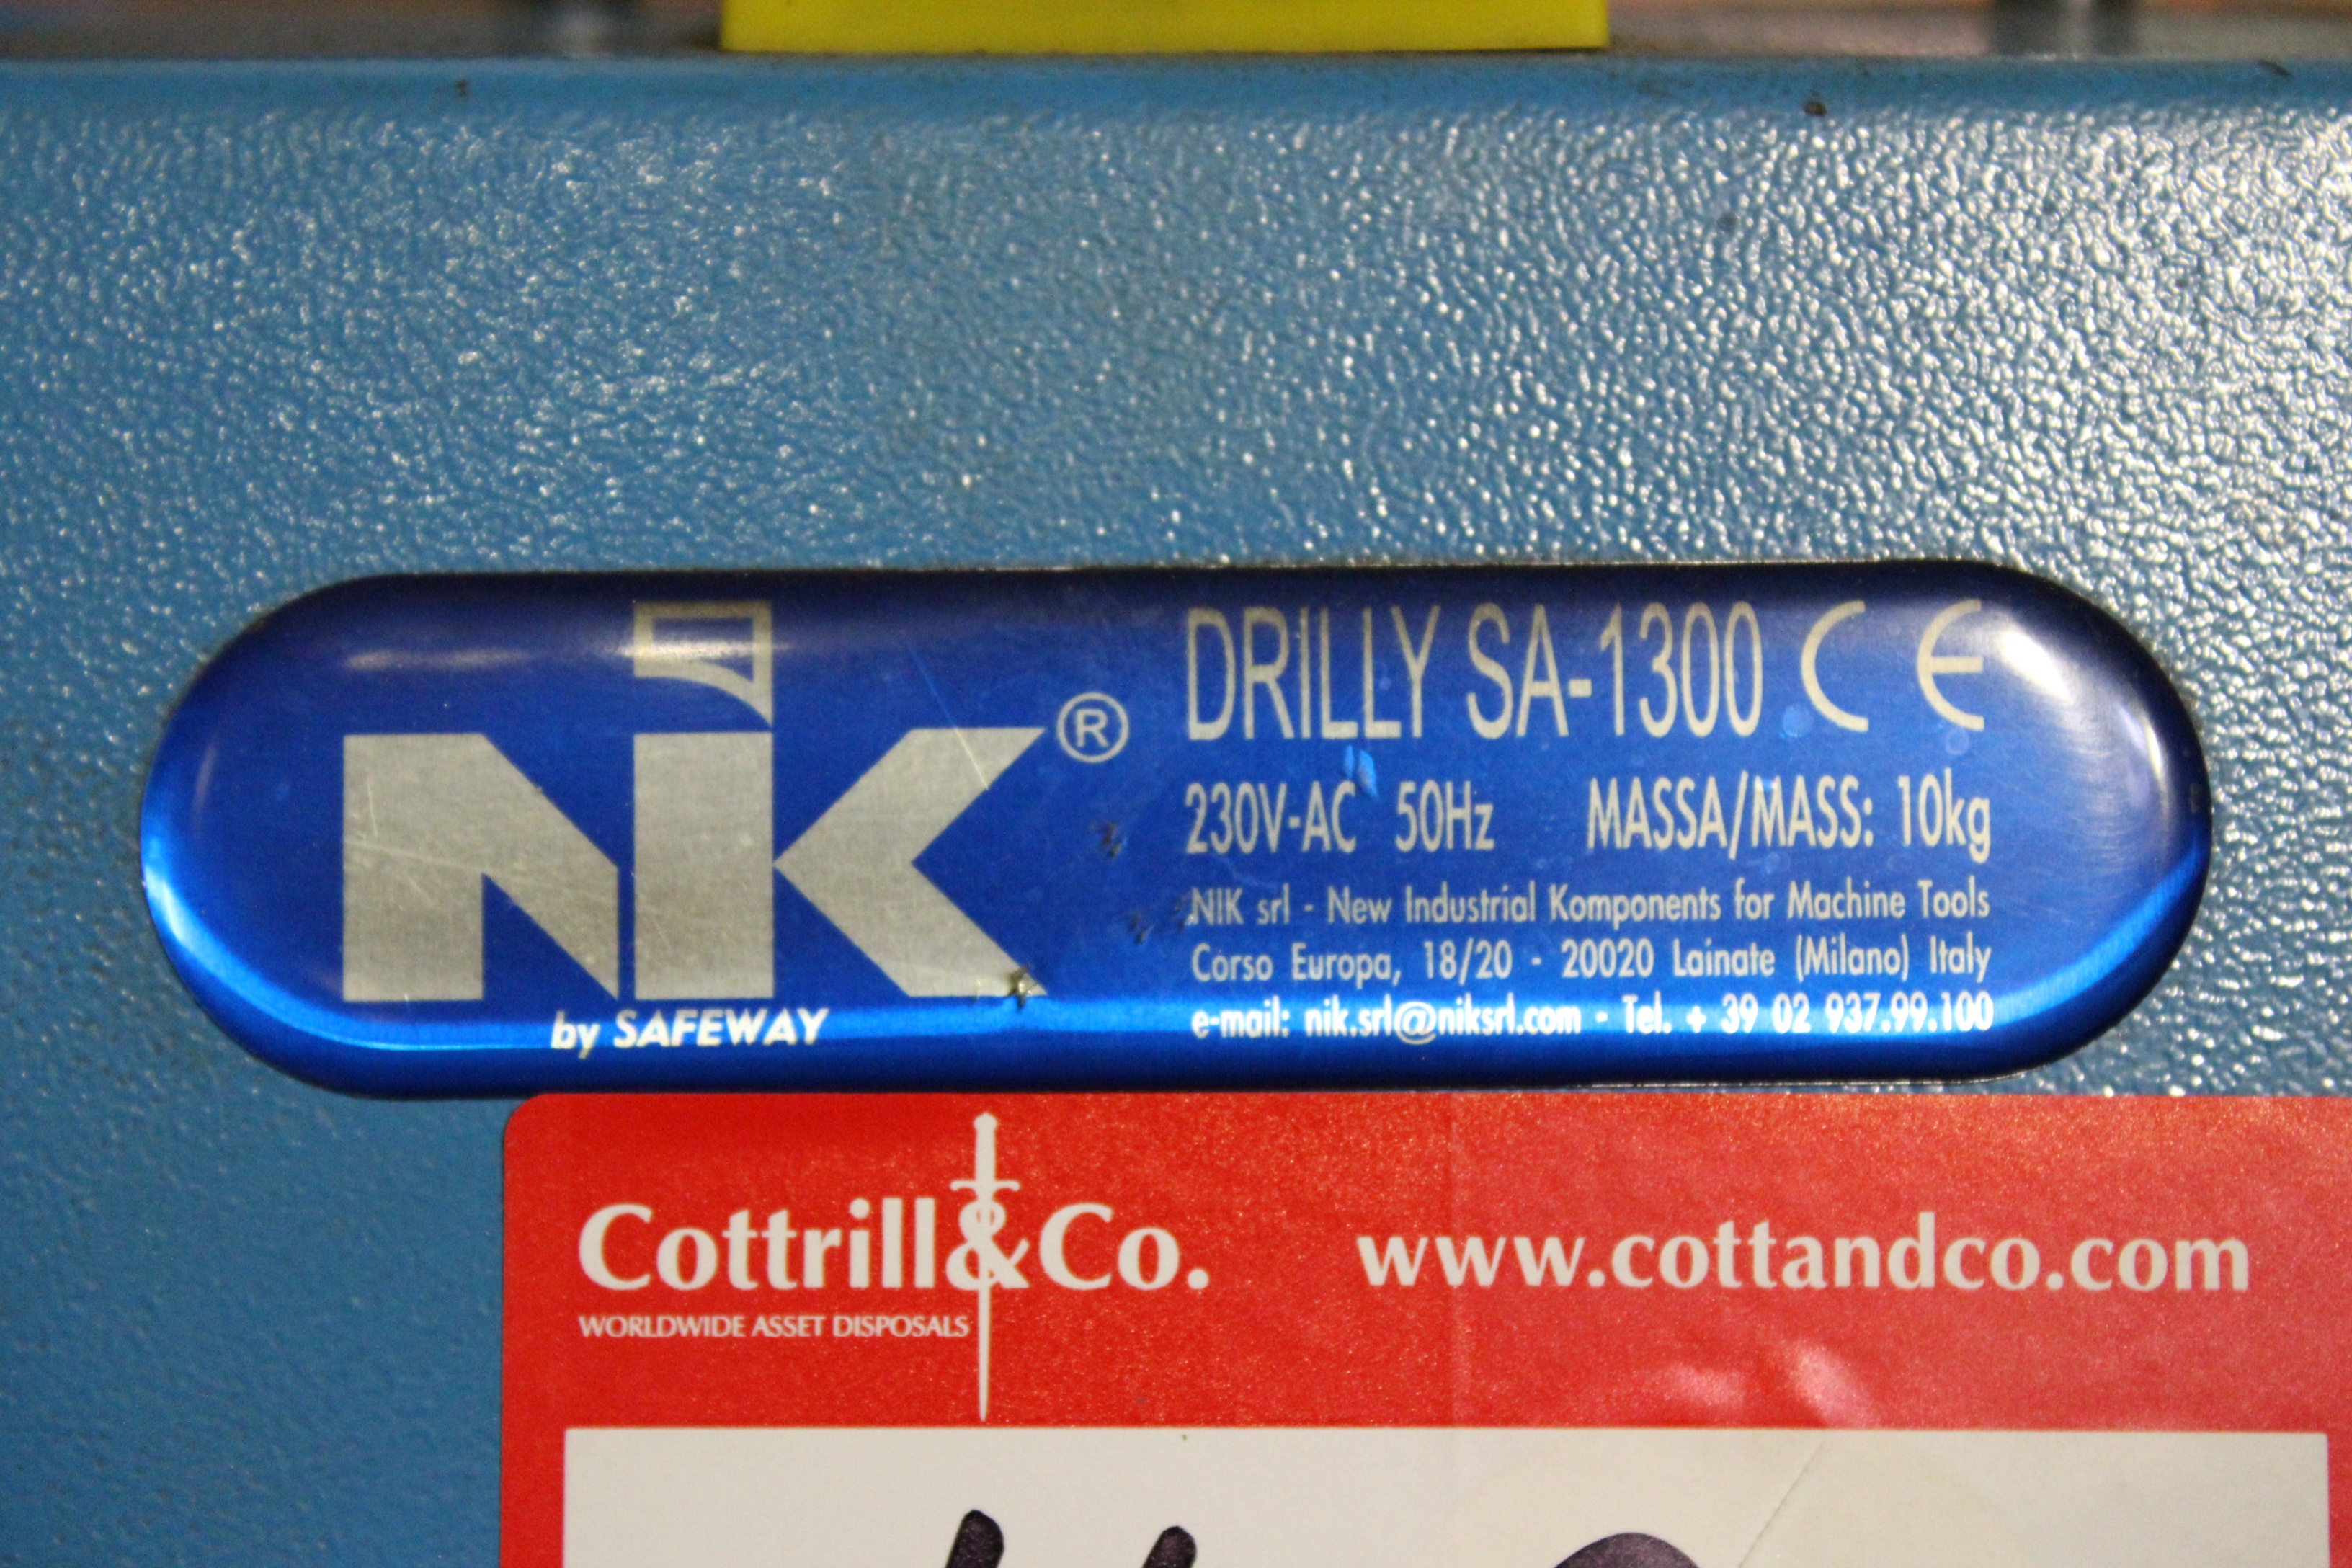 NIK®
by SAFEWAY
DRILLY SA-1300 CE
230V-AC 50Hz MASSA/MASS: 10kg
NIK srl - New Industrial Komponents for Machine Tools
Corso Europa, 18/20 - 20020 Lainate (Milano) Italy
e-mail: nik.srl@niksrl.com - Tel. + 39 02 937.99.100
Cottrill&Co.
WORLDWIDE ASSET DISPOSALS
www.cottandco.com